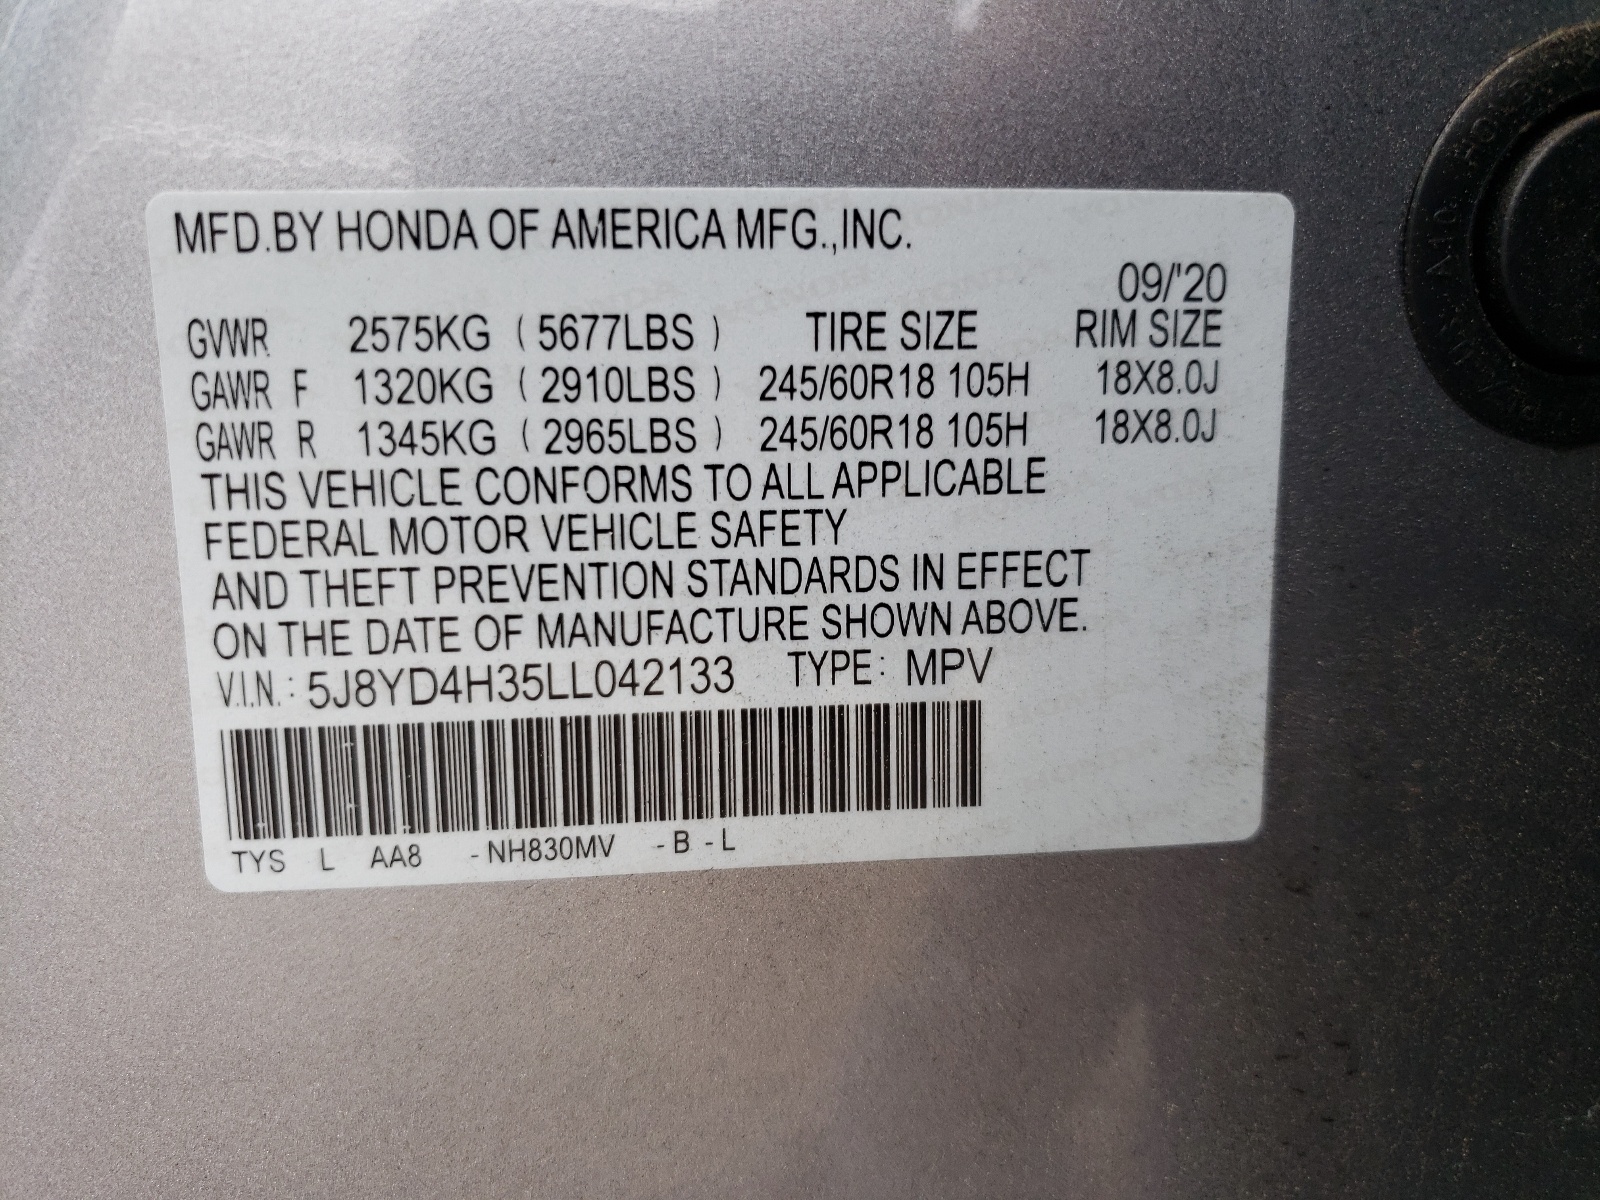 MFD.BY HONDA OF AMERICA MFG.,INC.
09/'20
GVWR 2575KG ( 5677LBS ) TIRE SIZE RIM SIZE
GAWR F 1320KG ( 2910LBS ) 245/60R18 105H 18X8.0J
GAWR R 1345KG ( 2965LBS ) 245/60R18 105H 18X8.0J
THIS VEHICLE CONFORMS TO ALL APPLICABLE
FEDERAL MOTOR VEHICLE SAFETY
AND THEFT PREVENTION STANDARDS IN EFFECT
ON THE DATE OF MANUFACTURE SHOWN ABOVE.
V.I.N.: 5J8YD4H35LL042133 TYPE: MPV
TYS L AA8 -NH830MV -B -L